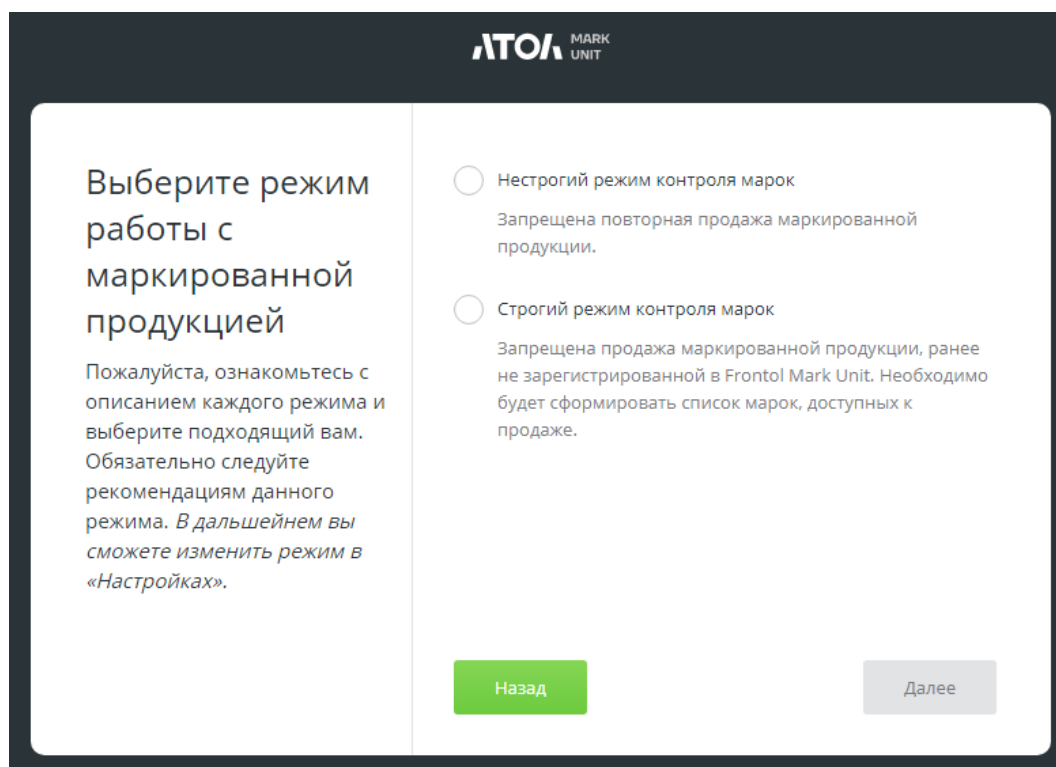 АТОЛ MARK
UNIT
Выберите режим
работы с
маркированной
продукцией
Пожалуйста, ознакомьтесь с
описанием каждого режима и
выберите подходящий вам.
Обязательно следуйте
рекомендациям данного
режима. В дальшейнем вы
сможете изменить режим в
«Настройках».
Нестрогий режим контроля марок
Запрещена повторная продажа маркированной
продукции.
Строгий режим контроля марок
Запрещена продажа маркированной продукции, ранее
не зарегистрированной в Frontol Mark Unit. Необходимо
будет сформировать список марок, доступных к
продаже.
Назад
Далее